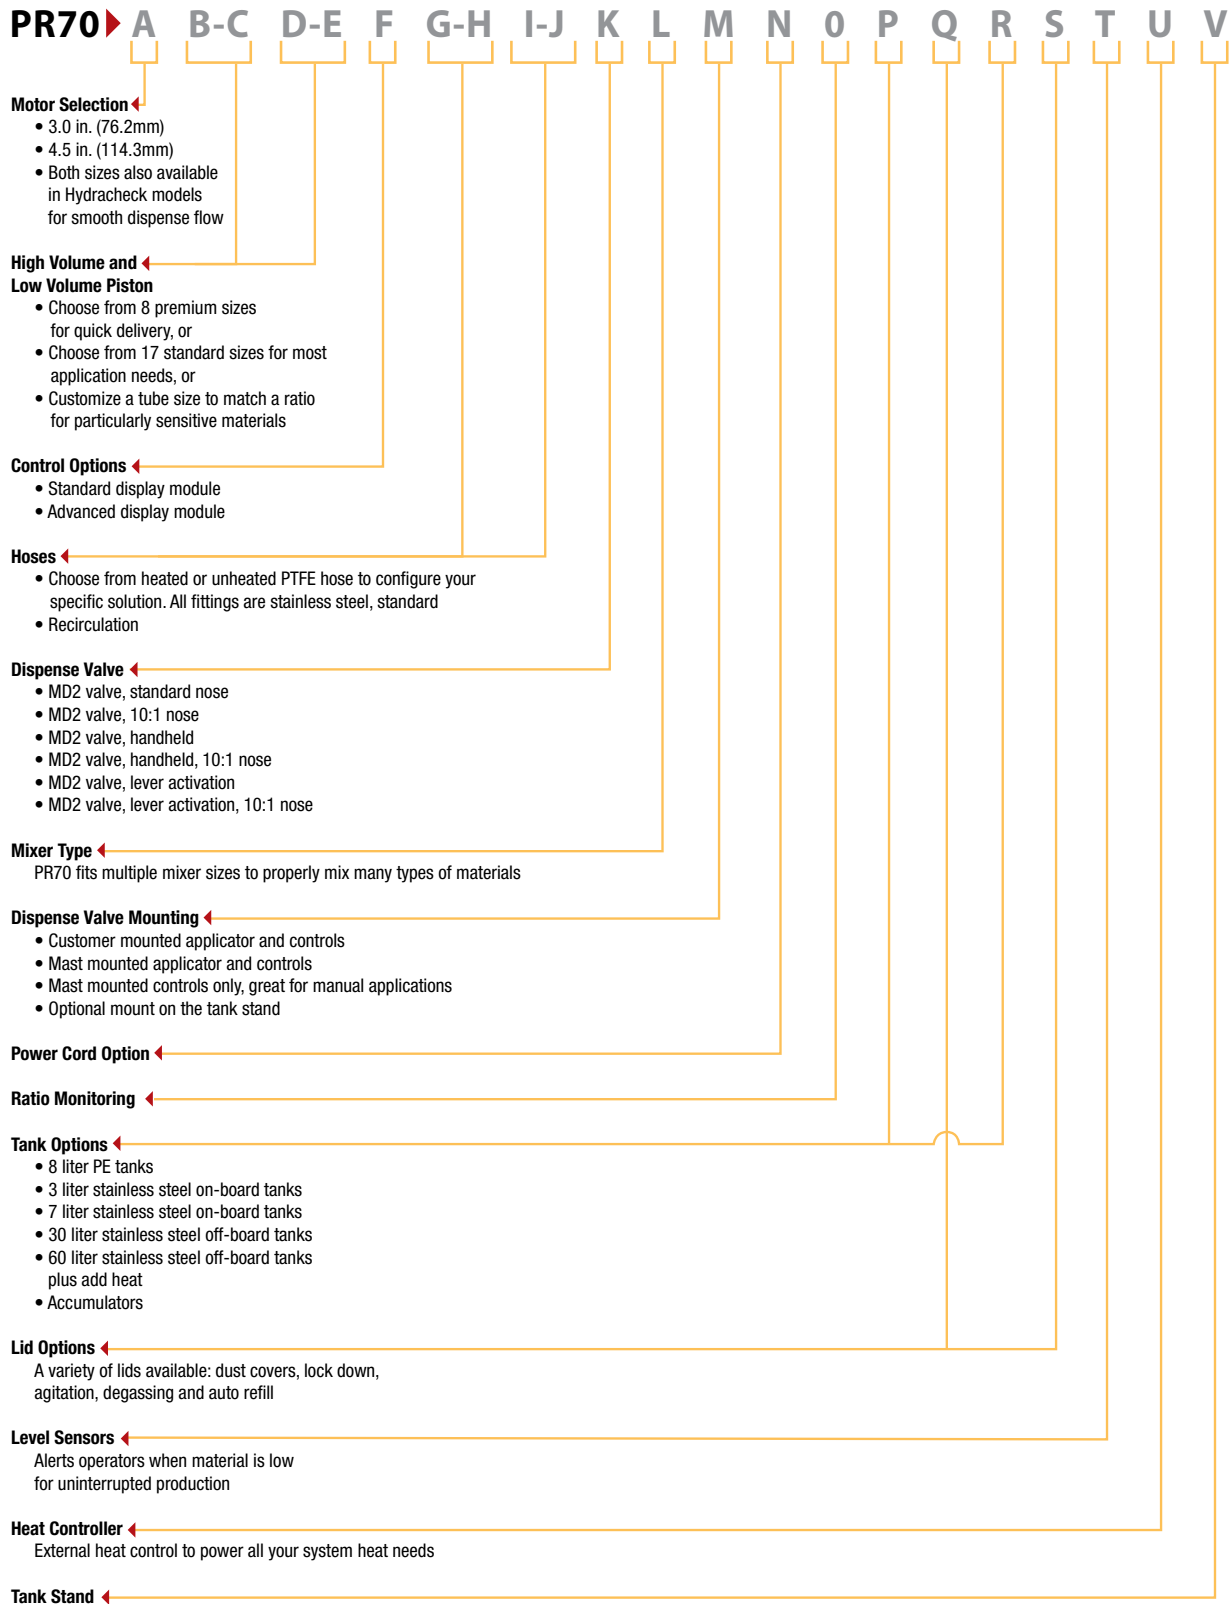 PR70 A B-C D-E F G-H I-J K L M N 0 P Q R S T U V
Motor Selection
• 3.0 in. (76.2mm)
• 4.5 in. (114.3mm)
• Both sizes also available
in Hydracheck models
for smooth dispense flow
High Volume and
Low Volume Piston
• Choose from 8 premium sizes
for quick delivery, or
• Choose from 17 standard sizes for most
application needs, or
• Customize a tube size to match a ratio
for particularly sensitive materials
Control Options
• Standard display module
• Advanced display module
Hoses
• Choose from heated or unheated PTFE hose to configure your
specific solution. All fittings are stainless steel, standard
• Recirculation
Dispense Valve
• MD2 valve, standard nose
• MD2 valve, 10:1 nose
• MD2 valve, handheld
• MD2 valve, handheld, 10:1 nose
• MD2 valve, lever activation
• MD2 valve, lever activation, 10:1 nose
Mixer Type
PR70 fits multiple mixer sizes to properly mix many types of materials
Dispense Valve Mounting
• Customer mounted applicator and controls
• Mast mounted applicator and controls
• Mast mounted controls only, great for manual applications
• Optional mount on the tank stand
Power Cord Option
Ratio Monitoring
Tank Options
• 8 liter PE tanks
• 3 liter stainless steel on-board tanks
• 7 liter stainless steel on-board tanks
• 30 liter stainless steel off-board tanks
• 60 liter stainless steel off-board tanks
plus add heat
• Accumulators
Lid Options
A variety of lids available: dust covers, lock down,
agitation, degassing and auto refill
Level Sensors
Alerts operators when material is low
for uninterrupted production
Heat Controller
External heat control to power all your system heat needs
Tank Stand